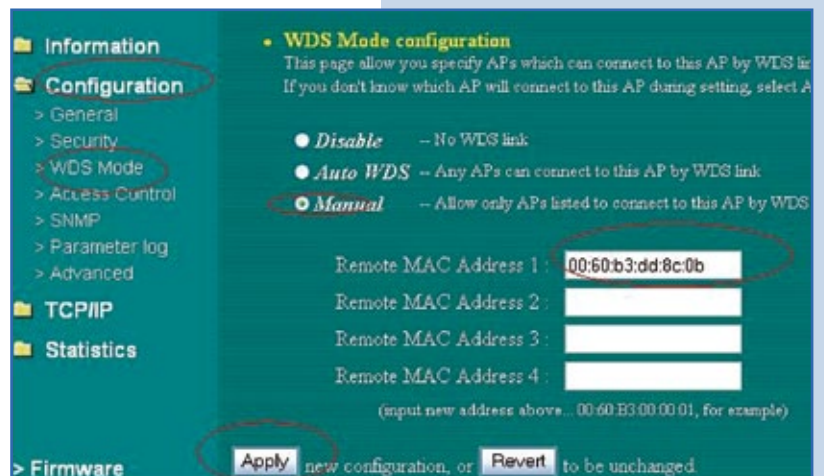 Information
Configuration
> General
> Security
> WDS Mode
> Access Control
> SNMP
> Parameter log
> Advanced
TCP/IP
Statistics
> Firmware
• WDS Mode configuration
This page allow you specify APs which can connect to this AP by WDS
If you don't know which AP will connect to this AP during setting, select
Disable -- No WDS link
Auto WDS -- Any APs can connect to this AP by WDS link
Manual -- Allow only APs listed to connect to this AP by WDS
Remote MAC Address 1 : 00:60:b3:dd:8c:0b
Remote MAC Address 2 :
Remote MAC Address 3 :
Remote MAC Address 4 :
(input new address above... 00:60:B3:00:00:01, for example)
Apply new configuration, or Revert to be unchanged.